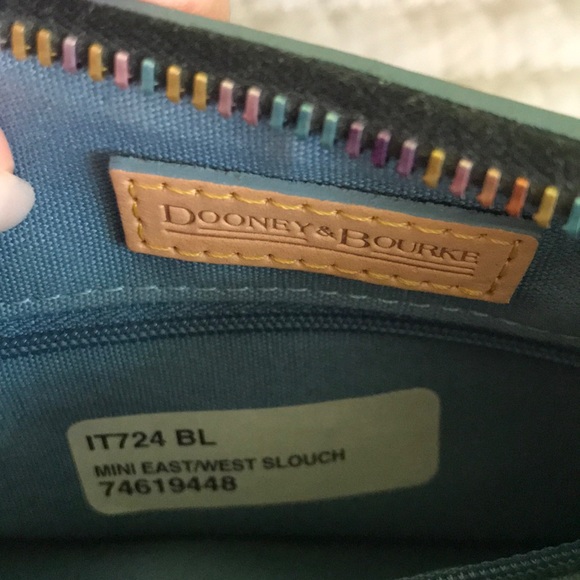 DOONEY & BOURKE
IT724 BL
MINI EAST/WEST SLOUCH
74619448